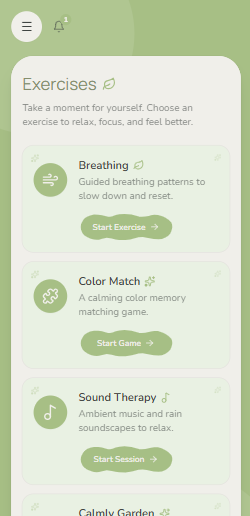 1
Exercises
Take a moment for yourself. Choose an
exercise to relax, focus, and feel better.
Breathing
Guided breathing patterns to
slow down and reset.
Start Exercise →
Color Match
A calming color memory
matching game.
Start Game →
Sound Therapy
Ambient music and rain
soundscapes to relax.
Start Session →
Calmly Garden